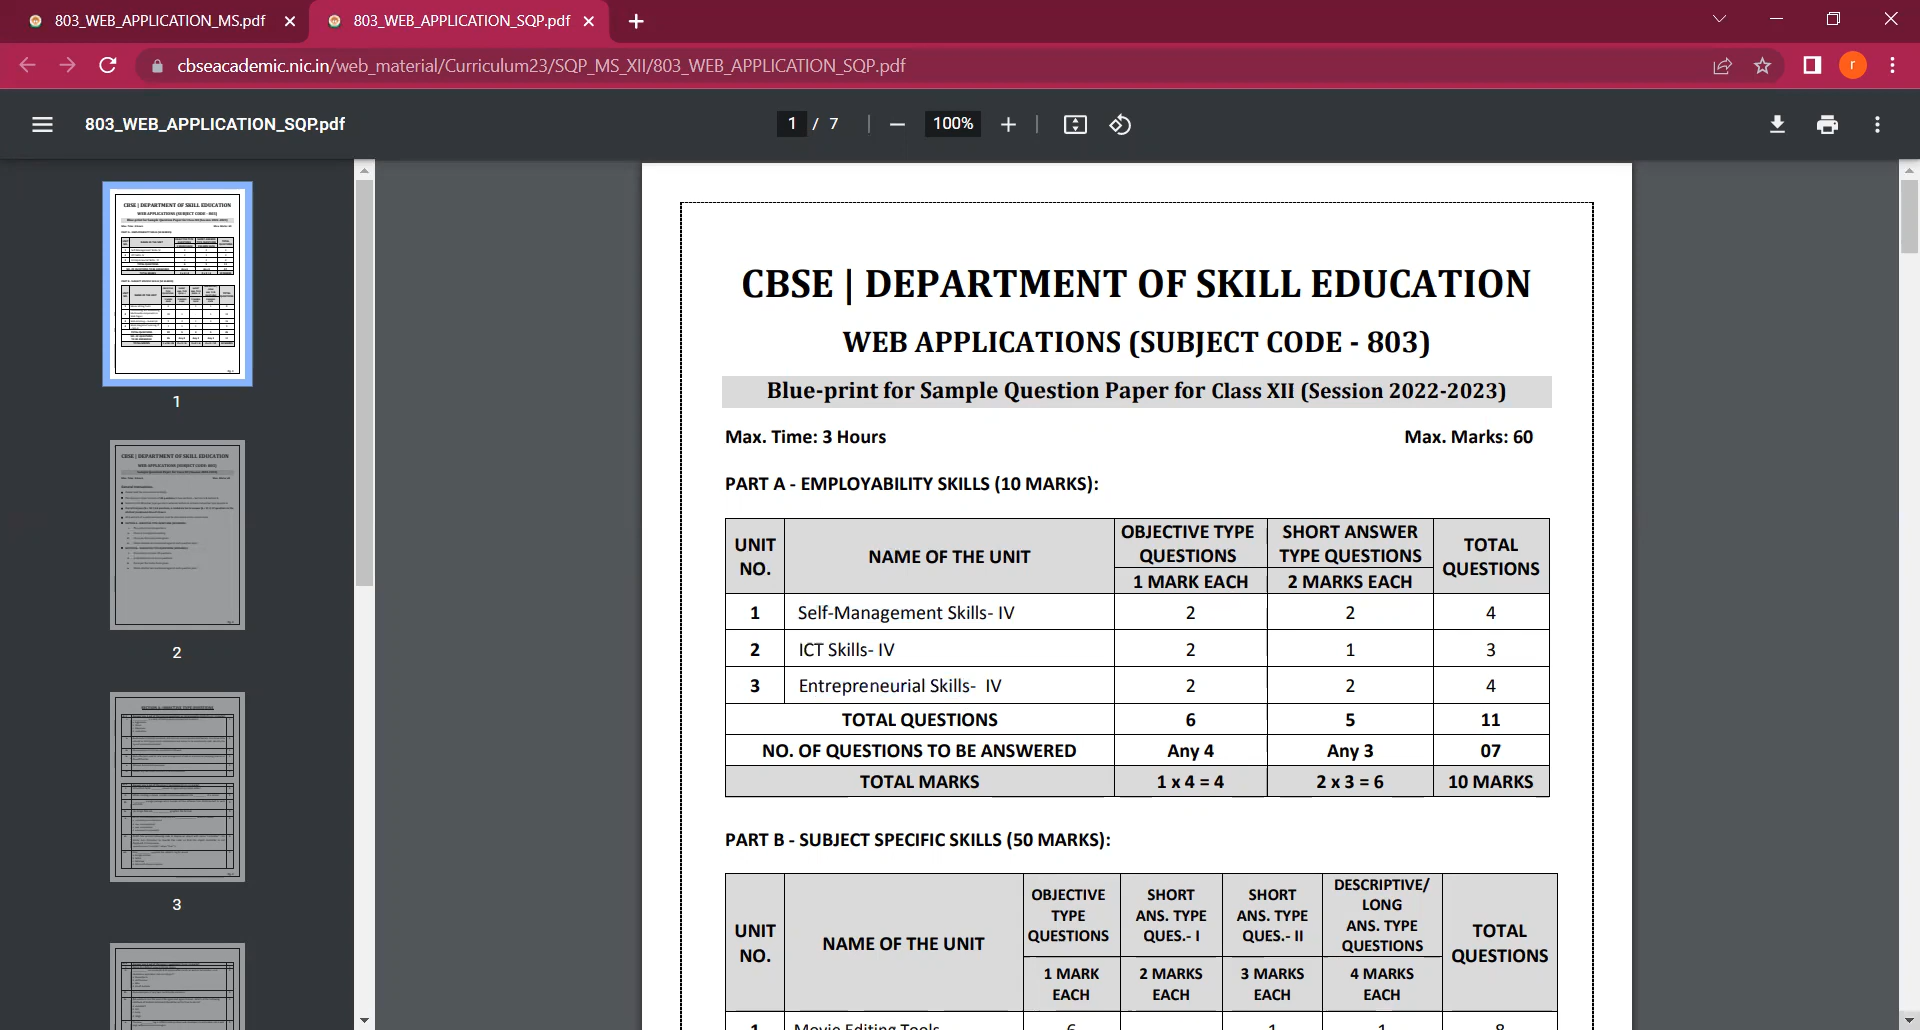 803_WEB_APPLICATION_MS.pdf
803_WEB_APPLICATION_SQP.pdf
cbseacademic.nic.in/web_material/Curriculum23/SQP_MS_XII/803_WEB_APPLICATION_SQP.pdf
r
803_WEB_APPLICATION_SQP.pdf
1 / 7
100%
1
2
3
CBSE | DEPARTMENT OF SKILL EDUCATION
WEB APPLICATIONS (SUBJECT CODE - 803)
Blue-print for Sample Question Paper for Class XII (Session 2022-2023)
Max. Time: 3 Hours Max. Marks: 60
PART A - EMPLOYABILITY SKILLS (10 MARKS):
UNIT NO.
NAME OF THE UNIT
OBJECTIVE TYPE QUESTIONS
1 MARK EACH
SHORT ANSWER TYPE QUESTIONS
2 MARKS EACH
TOTAL QUESTIONS
1 Self-Management Skills- IV 2 2 4
2 ICT Skills- IV 2 1 3
3 Entrepreneurial Skills- IV 2 2 4
TOTAL QUESTIONS 6 5 11
NO. OF QUESTIONS TO BE ANSWERED Any 4 Any 3 07
TOTAL MARKS 1 x 4 = 4 2 x 3 = 6 10 MARKS
PART B - SUBJECT SPECIFIC SKILLS (50 MARKS):
UNIT NO.
NAME OF THE UNIT
OBJECTIVE TYPE QUESTIONS
1 MARK EACH
SHORT ANS. TYPE QUES.- I
2 MARKS EACH
SHORT ANS. TYPE QUES.- II
3 MARKS EACH
DESCRIPTIVE/ LONG ANS. TYPE QUESTIONS
4 MARKS EACH
TOTAL QUESTIONS
1 Movie Editing Tools 6 1 1 8